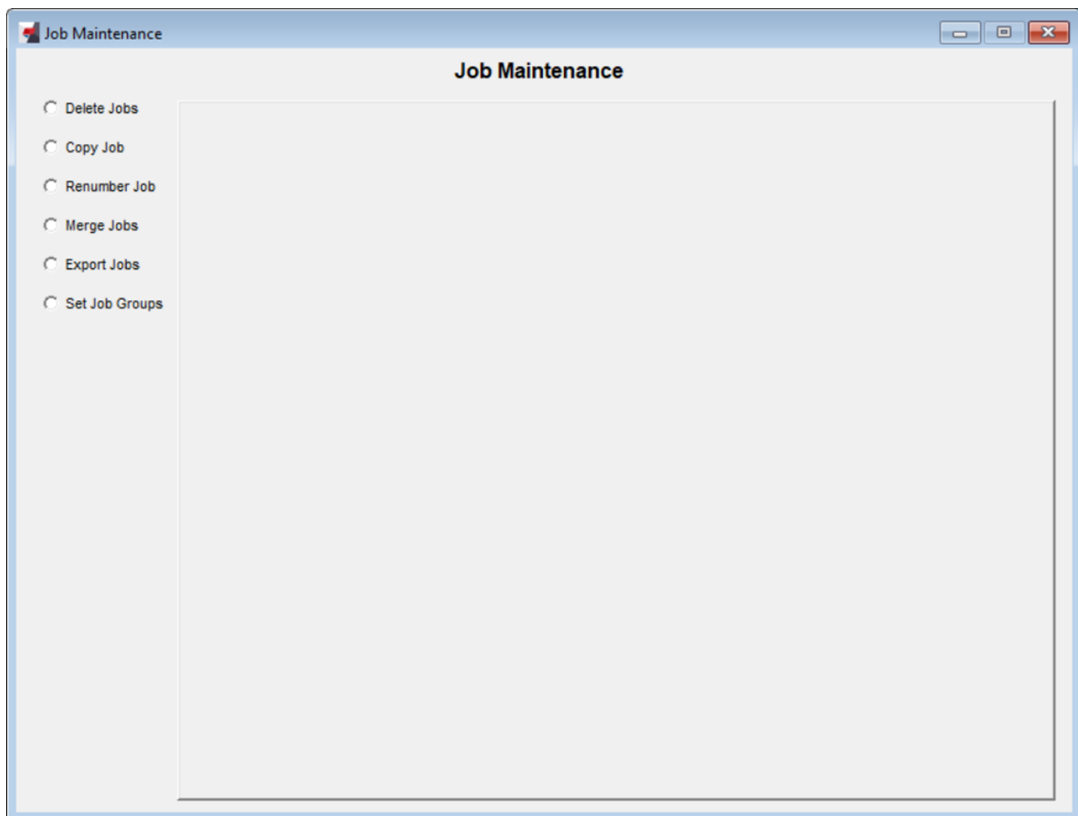 Job Maintenance
Job Maintenance
Delete Jobs
Copy Job
Renumber Job
Merge Jobs
Export Jobs
Set Job Groups